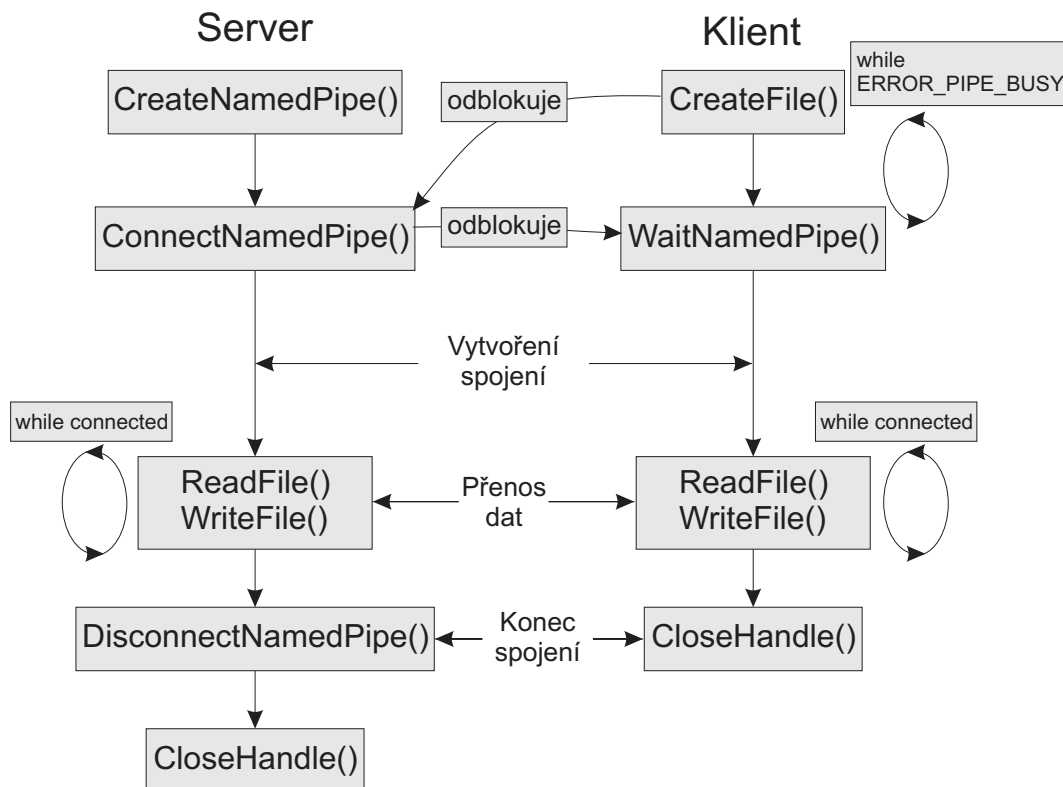 Server
Klient
while
ERROR_PIPE_BUSY
CreateNamedPipe()
odblokuje
CreateFile()
ConnectNamedPipe()
odblokuje
WaitNamedPipe()
Vytvoření
spojení
while connected
while connected
ReadFile()
WriteFile()
Přenos
dat
ReadFile()
WriteFile()
DisconnectNamedPipe()
Konec
spojení
CloseHandle()
CloseHandle()